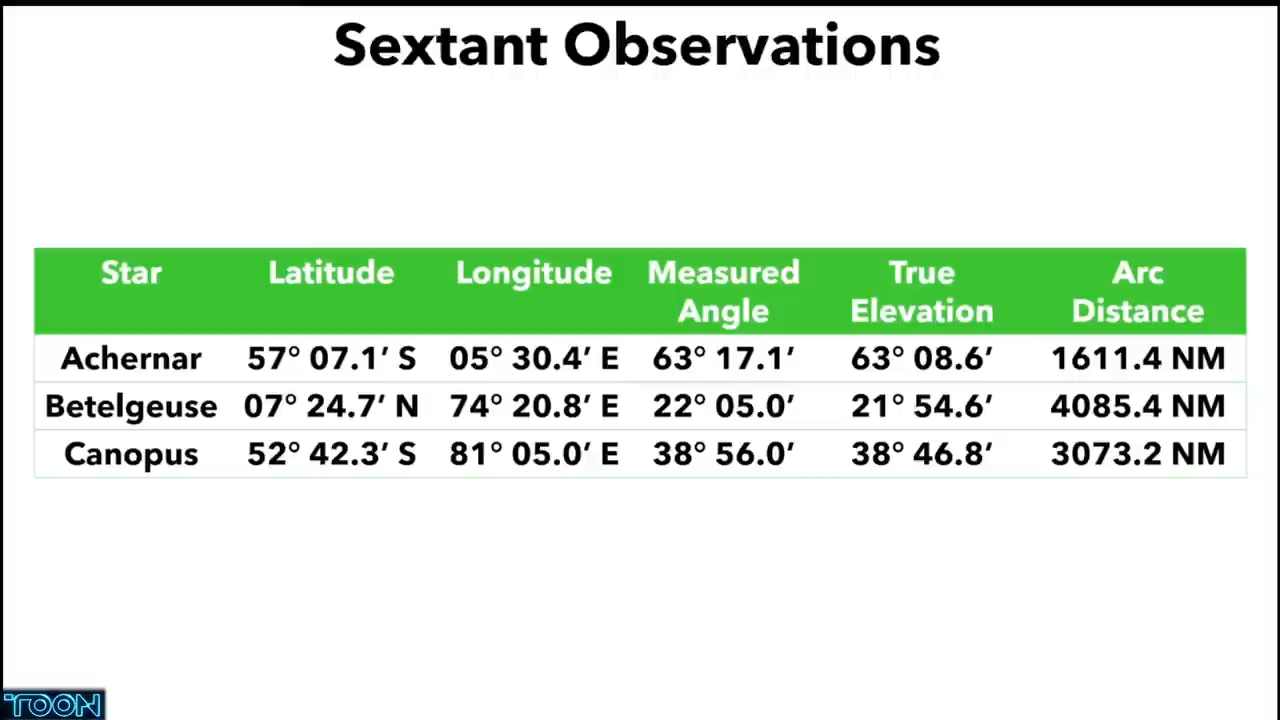 Sextant Observations
Star Latitude Longitude Measured Angle True Elevation Arc Distance
Achernar 57° 07.1′ S 05° 30.4′ E 63° 17.1′ 63° 08.6′ 1611.4 NM
Betelgeuse 07° 24.7′ N 74° 20.8′ E 22° 05.0′ 21° 54.6′ 4085.4 NM
Canopus 52° 42.3′ S 81° 05.0′ E 38° 56.0′ 38° 46.8′ 3073.2 NM
TOON